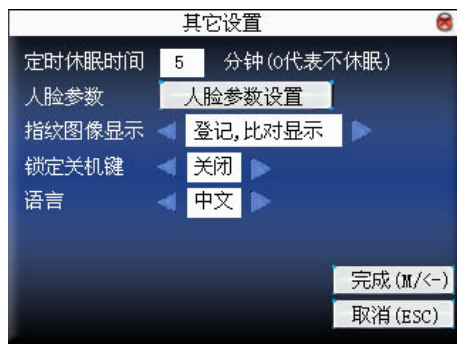 其它设置
定时休眠时间 5 分钟(0代表不休眠)
人脸参数 人脸参数设置
指纹图像显示 登记,比对显示
锁定关机键 关闭
语言 中文
完成(M/<-)
取消(ESC)